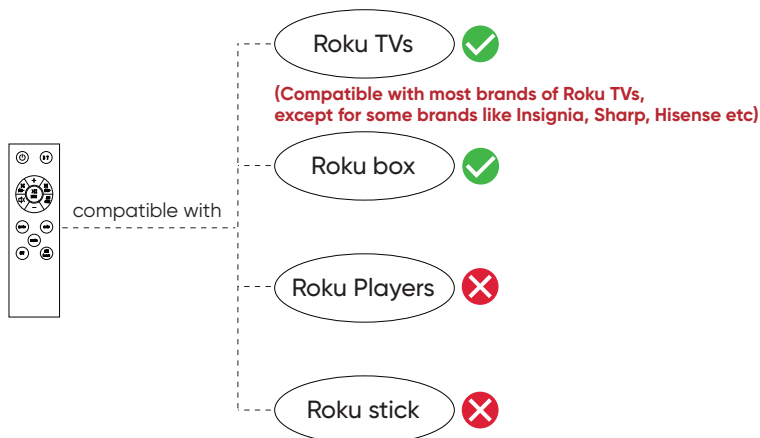 Roku TVs
(Compatible with most brands of Roku TVs,
except for some brands like Insignia, Sharp, Hisense etc)
Roku box
compatible with
Roku Players
Roku stick